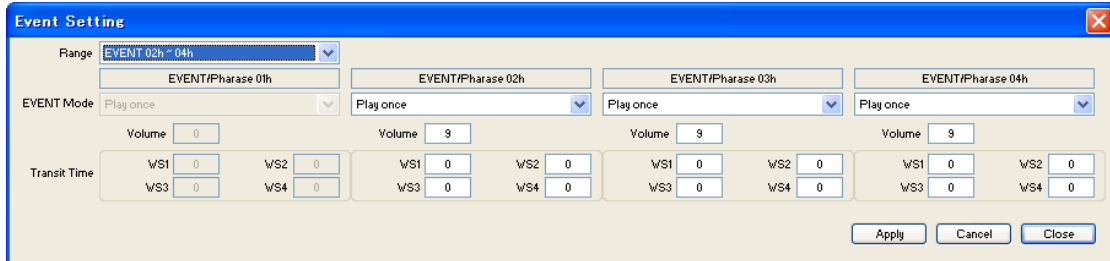 Event Setting
Range EVENT 02h ~ 04h
EVENT/Pharase 01h EVENT/Pharase 02h EVENT/Pharase 03h EVENT/Pharase 04h
EVENT Mode Play once Play once Play once Play once
Volume 0 Volume 9 Volume 9 Volume 9
Transit Time
WS1 0 WS2 0 WS1 0 WS2 0 WS1 0 WS2 0 WS1 0 WS2 0
WS3 0 WS4 0 WS3 0 WS4 0 WS3 0 WS4 0 WS3 0 WS4 0
Apply Cancel Close